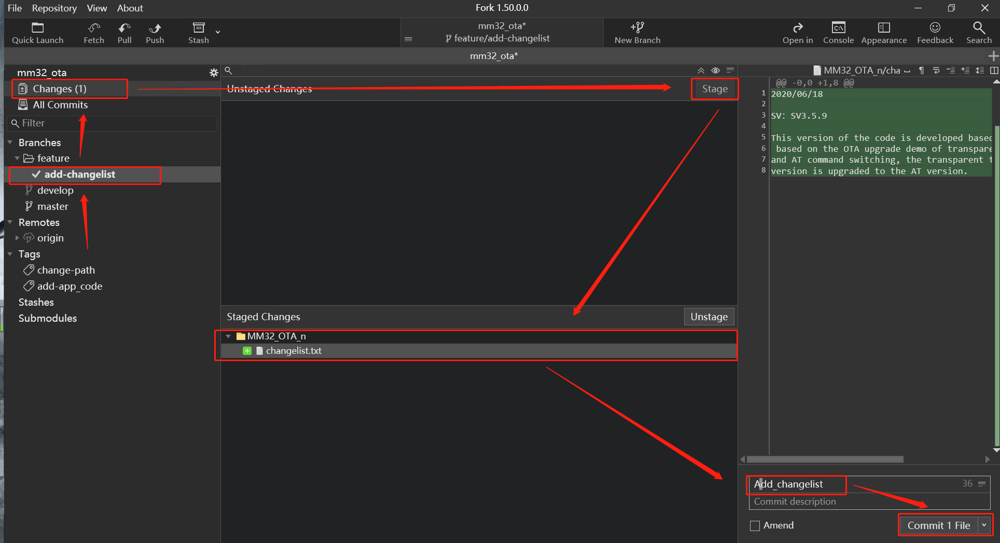 File Repository View About
Fork 1.50.0.0
Quick Launch
Fetch
Pull
Push
Stash
mm32_ota*
feature/add-changelist
New Branch
Open in
Console
Appearance
Feedback
Search
mm32_ota*
mm32_ota
Changes (1)
All Commits
Filter
Branches
feature
add-changelist
develop
master
Remotes
origin
Tags
change-path
add-app_code
Stashes
Submodules
Unstaged Changes
Stage
Staged Changes
Unstage
MM32_OTA_n
changelist.txt
MM32_OTA_n/cha
@@ -0,0 +1,8 @@
1 2020/06/18
2
3 SV: SV3.5.9
4
5 This version of the code is developed based
6 based on the OTA upgrade demo of transpare
7 and AT command switching, the transparent t
8 version is upgraded to the AT version.
Add_changelist
36
Commit description
Amend
Commit 1 File